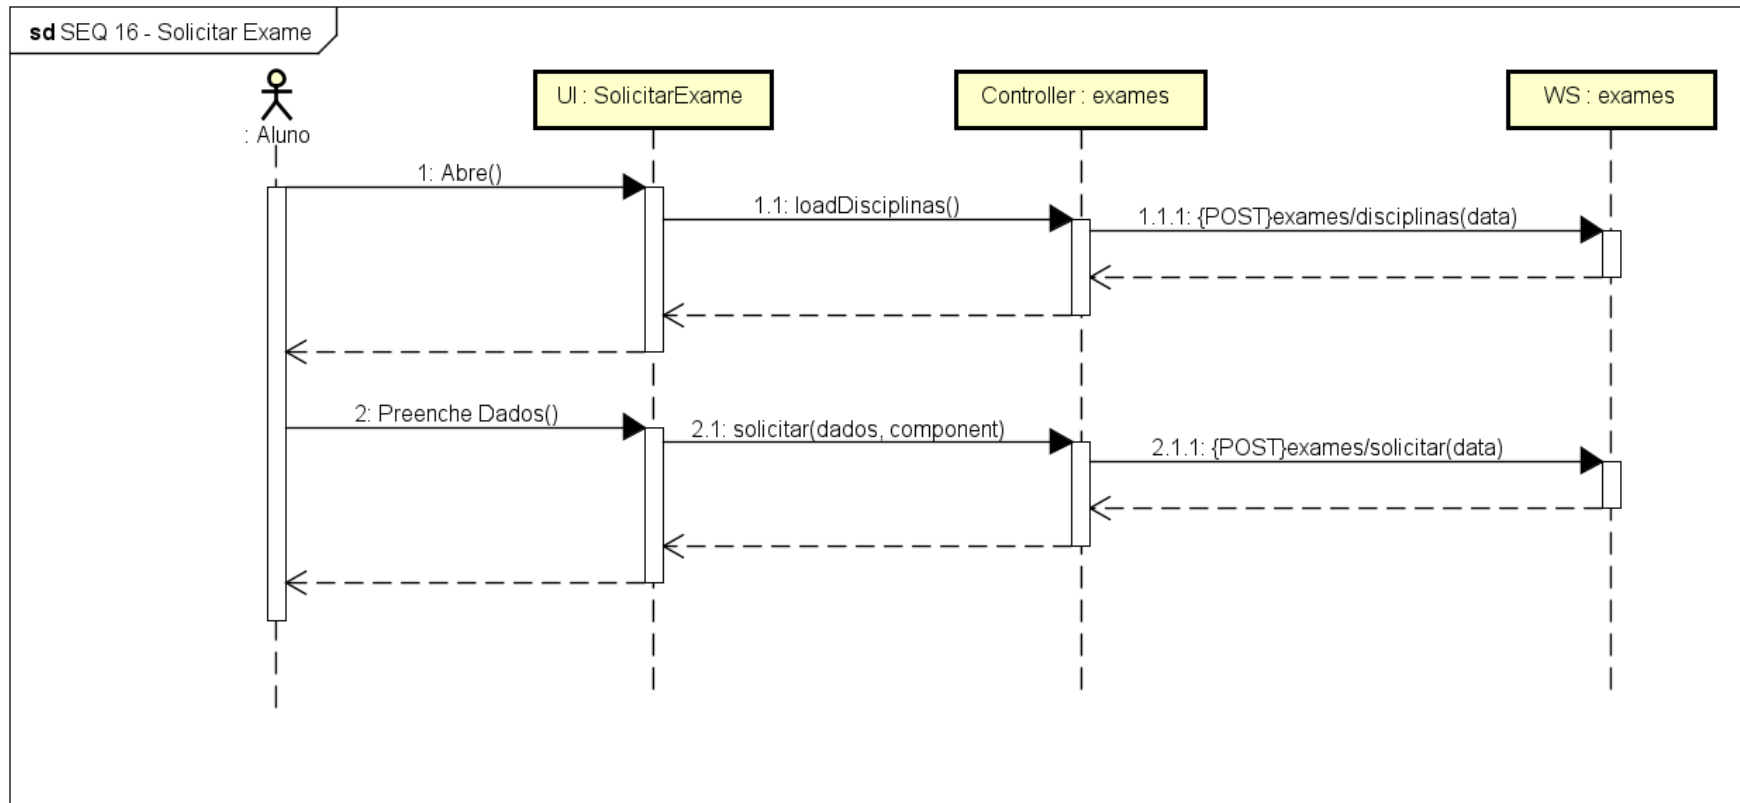 sd SEQ 16 - Solicitar Exame
: Aluno
UI : SolicitarExame
Controller : exames
WS : exames
1: Abre()
1.1: loadDisciplinas()
1.1.1: {POST}exames/disciplinas(data)
2: Preenche Dados()
2.1: solicitar(dados, component)
2.1.1: {POST}exames/solicitar(data)